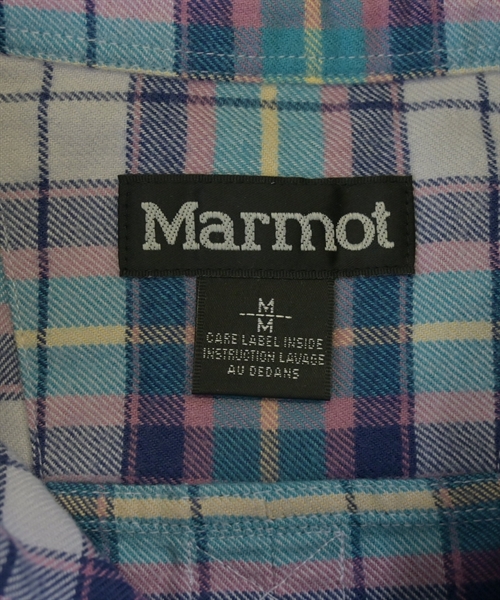 Marmot
M
M
CARE LABEL INSIDE
INSTRUCTION LAVAGE
AU DEDANS